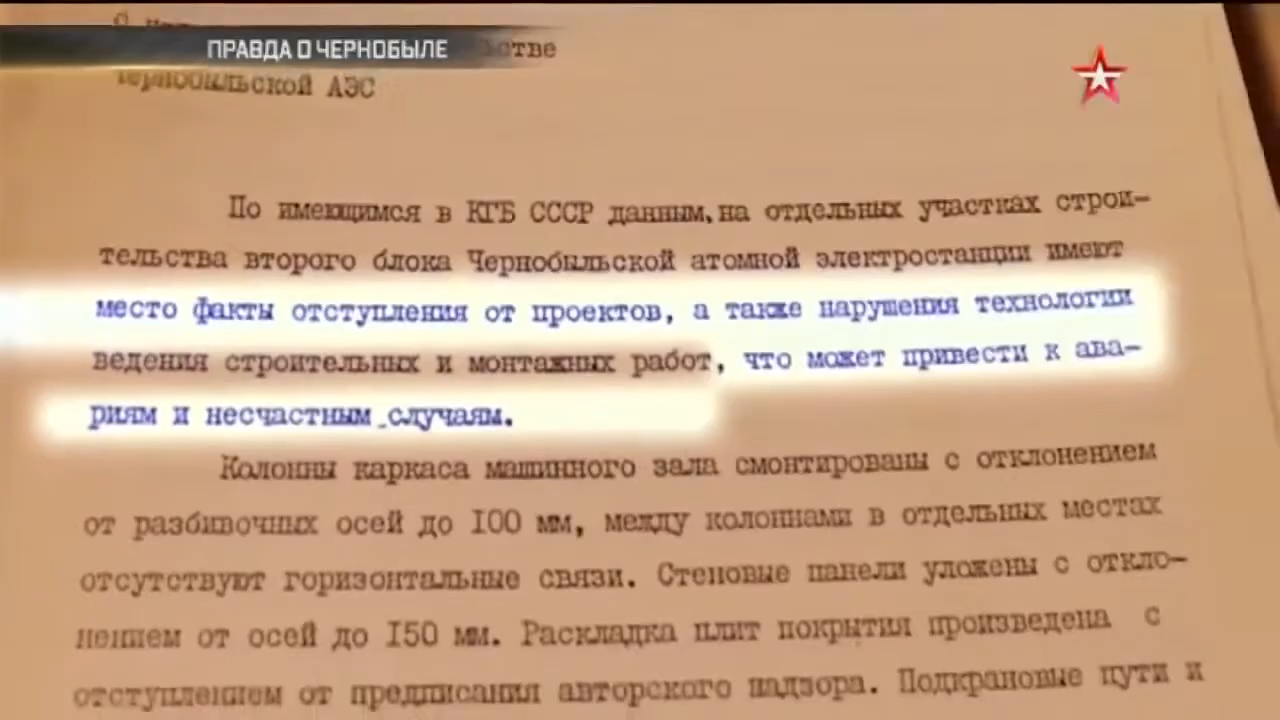 ПРАВДА О ЧЕРНОБЫЛЕ
Чернобыльской АЭС
По имеющимся в КГБ СССР данным, на отдельных участках строи-
тельства второго блока Чернобыльской атомной электростанции имеют
место факты отступления от проектов, а также нарушения технологии
ведения строительных и монтажных работ, что может привести к ава-
риям и несчастным случаям.
Колонны каркаса машинного зала смонтированы с отклонением
от разбивочных осей до 100 мм, между колоннами в отдельных местах
отсутствуют горизонтальные связи. Стеновые панели уложены с откло-
нением от осей до 150 мм. Раскладка плит покрытия произведена с
отступлением от предписания авторского надзора. Подкрановые пути и